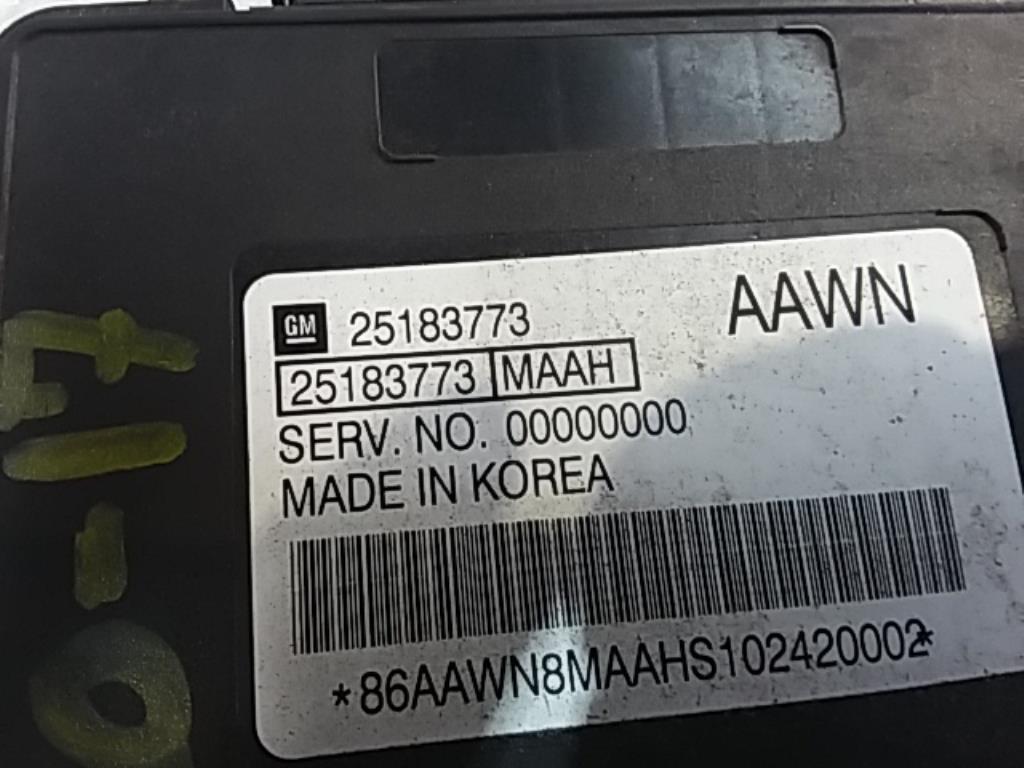 GM 25183773 AAWN
25183773 MAAH
SERV. NO. 00000000
MADE IN KOREA
*86AAWN8MAAHS102420002*